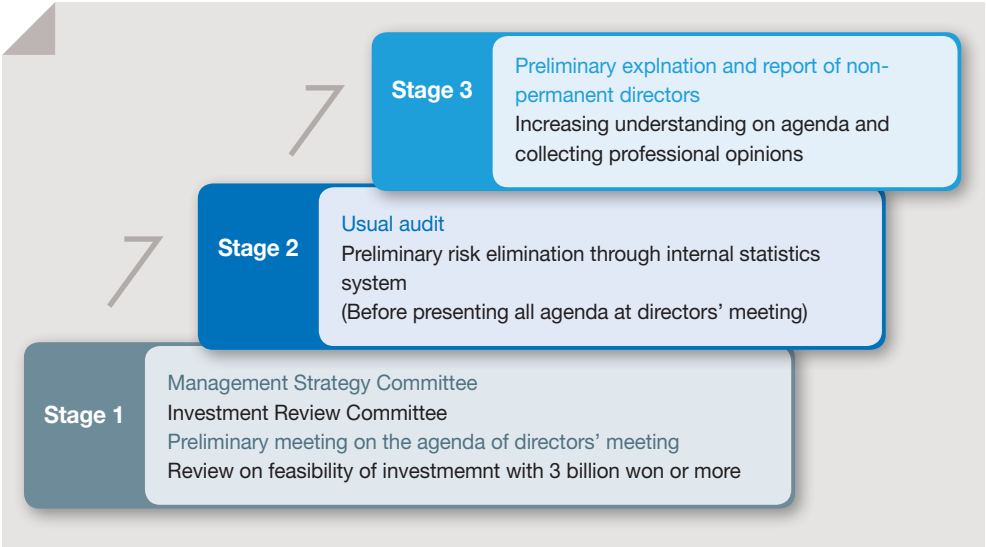 Stage 3
Preliminary explnation and report of non-
permanent directors
Increasing understanding on agenda and
collecting professional opinions
Stage 2
Usual audit
Preliminary risk elimination through internal statistics
system
(Before presenting all agenda at directors’ meeting)
Stage 1
Management Strategy Committee
Investment Review Committee
Preliminary meeting on the agenda of directors’ meeting
Review on feasibility of investmemnt with 3 billion won or more